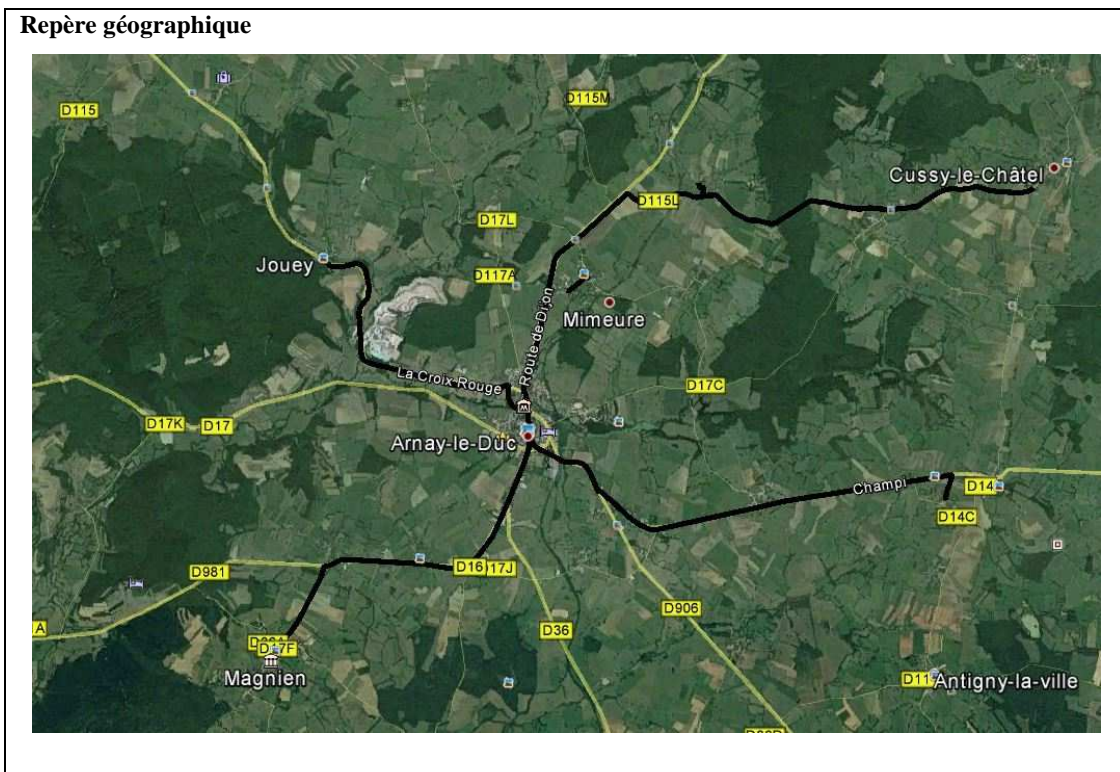 Repère géographique
D115
D115M
Cussy-le-Châtel
D115L
D17L
Jouey
D117A
Route de Dijon
Mimeure
La Croix Rouge
D17C
D17K
D17
Arnay-le-Duc
Champi
D14
D14C
D16
D981
D906
A
D36
D17F
Magnien
Antigny-la-ville